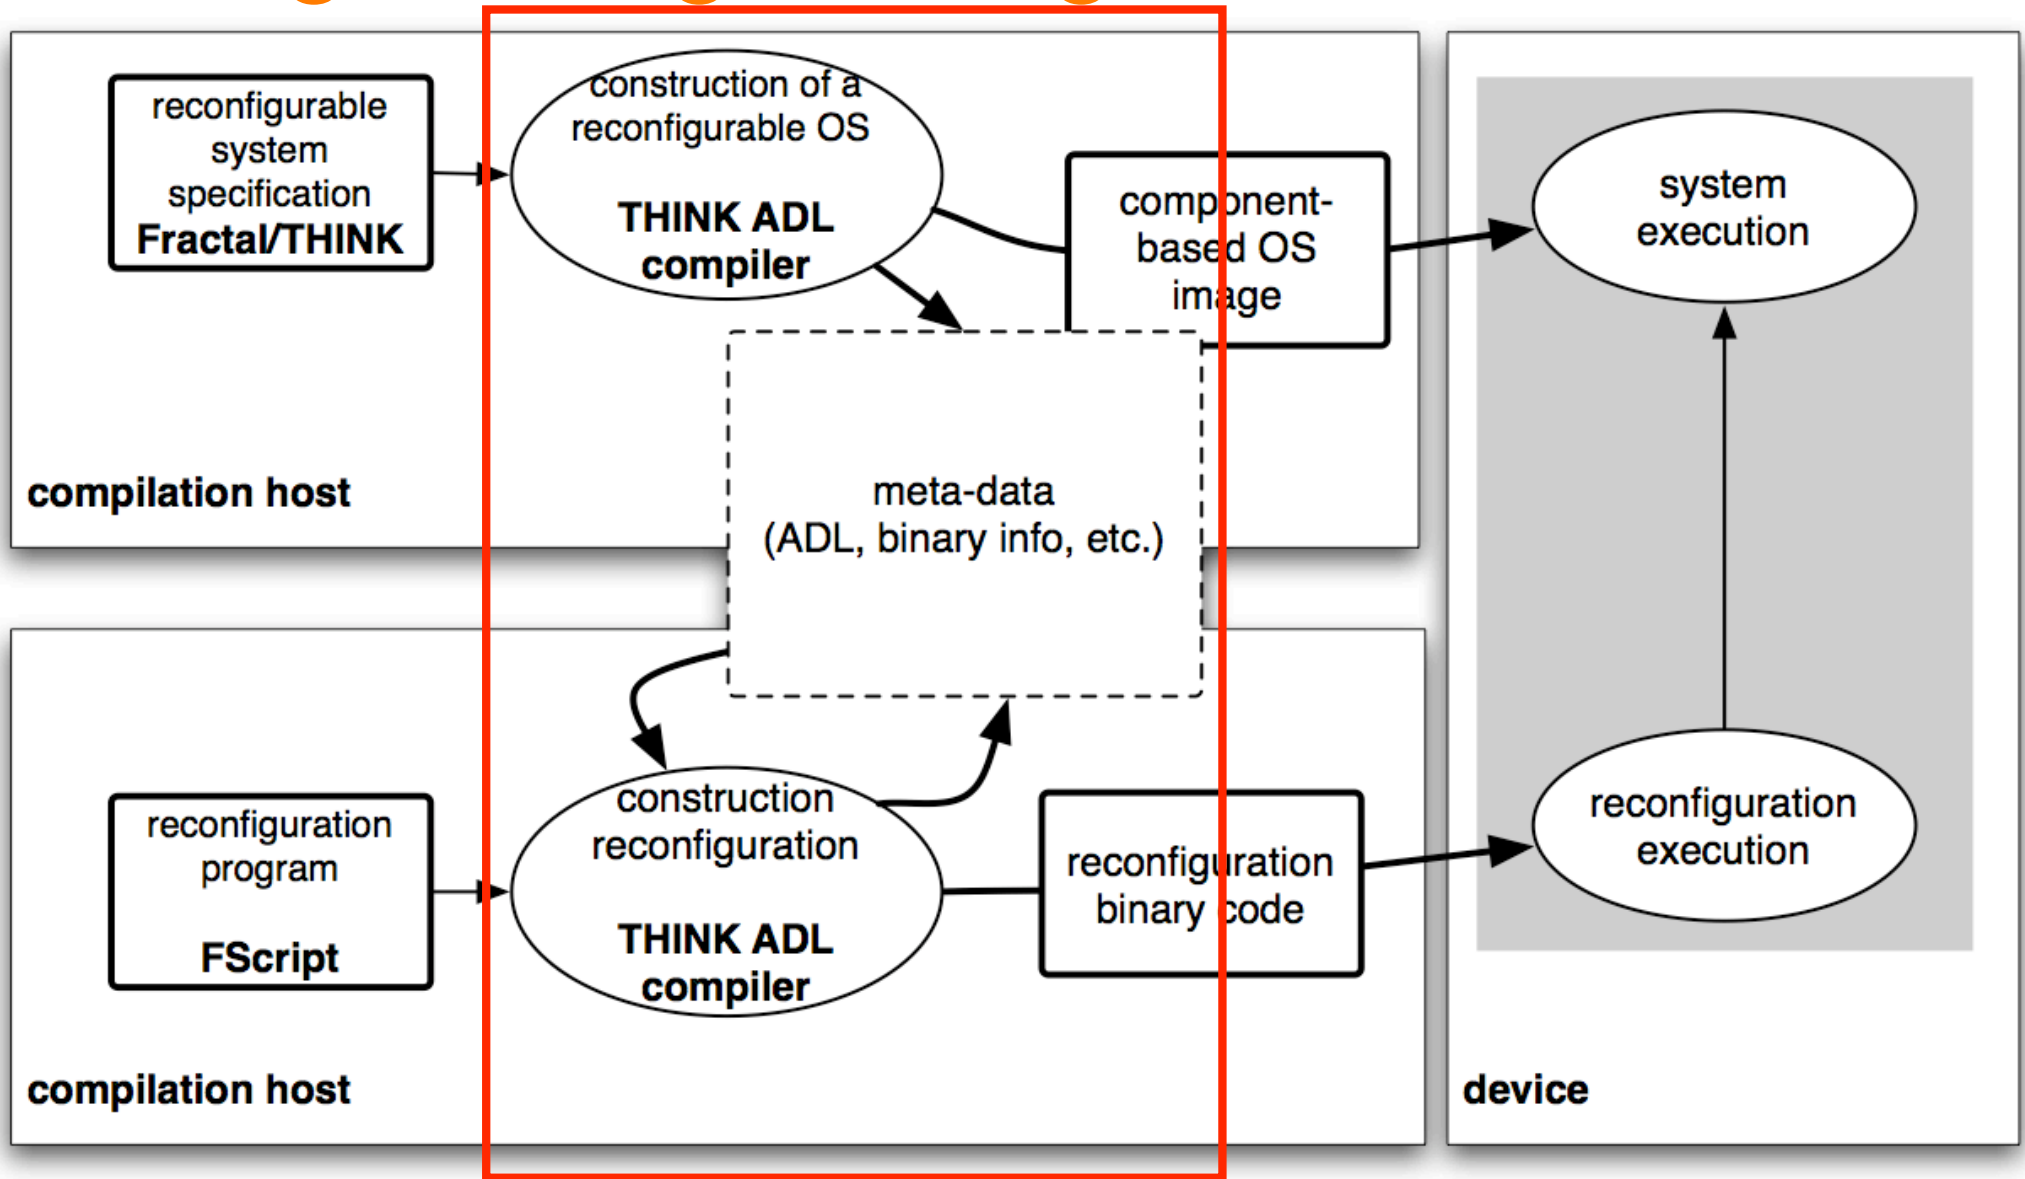 reconfigurable
system
specification
Fractal/THINK
construction of a
reconfigurable OS
THINK ADL
compiler
component-
based OS
image
system
execution
compilation host
meta-data
(ADL, binary info, etc.)
reconfiguration
program
FScript
construction
reconfiguration
THINK ADL
compiler
reconfiguration
binary code
reconfiguration
execution
compilation host
device